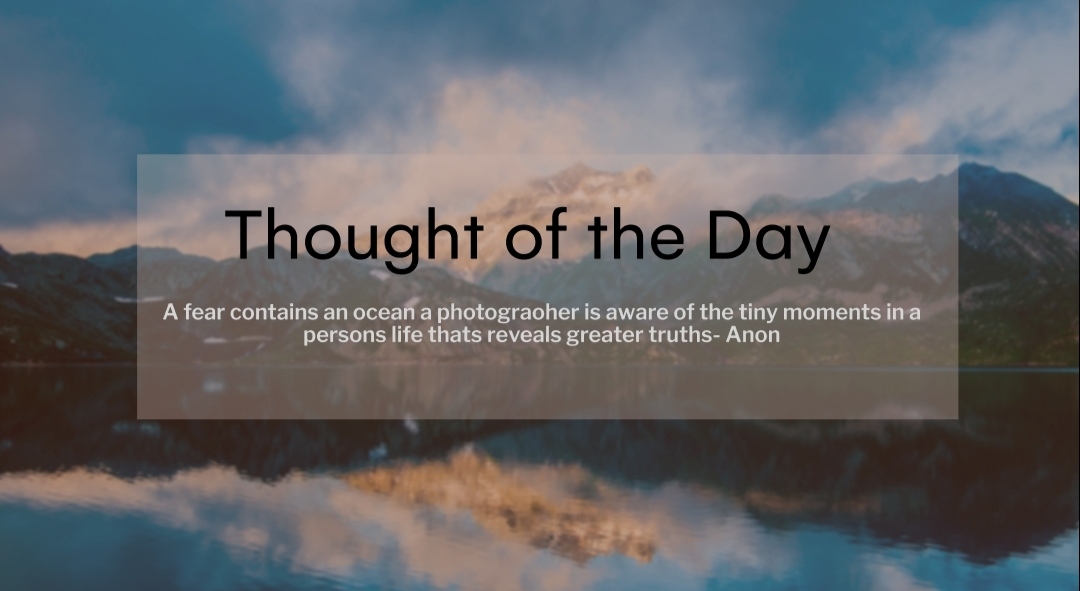 Thought of the Day
A fear contains an ocean a photograoher is aware of the tiny moments in a
persons life thats reveals greater truths- Anon